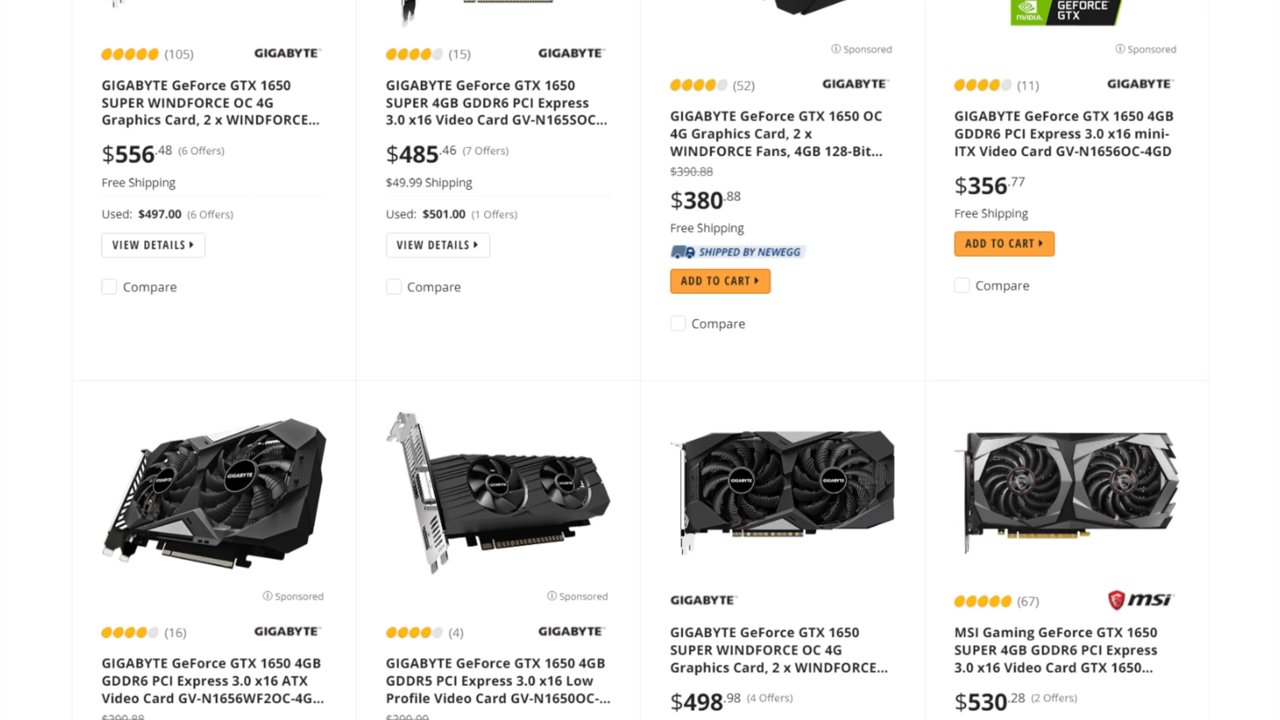 NVIDIA.
GEFORCE
GTX
(105)
GIGABYTE™
GIGABYTE GeForce GTX 1650
SUPER WINDFORCE OC 4G
Graphics Card, 2 x WINDFORCE...
$556.48 (6 Offers)
Free Shipping
Used: $497.00 (6 Offers)
VIEW DETAILS
Compare
(15)
GIGABYTE™
GIGABYTE GeForce GTX 1650
SUPER 4GB GDDR6 PCI Express
3.0 x16 Video Card GV-N165SOC...
$485.46 (7 Offers)
$49.99 Shipping
Used: $501.00 (1 Offers)
VIEW DETAILS
Compare
Sponsored
(52)
GIGABYTE™
GIGABYTE GeForce GTX 1650 OC
4G Graphics Card, 2 x
WINDFORCE Fans, 4GB 128-Bit...
$390.88
$380.88
Free Shipping
SHIPPED BY NEWEGG
ADD TO CART
Compare
Sponsored
(11)
GIGABYTE™
GIGABYTE GeForce GTX 1650 4GB
GDDR6 PCI Express 3.0 x16 mini-
ITX Video Card GV-N1656OC-4GD
$356.77
Free Shipping
ADD TO CART
Compare
GIGABYTE
GIGABYTE
Sponsored
(16)
GIGABYTE™
GIGABYTE GeForce GTX 1650 4GB
GDDR6 PCI Express 3.0 x16 ATX
Video Card GV-N1656WF2OC-4G...
Sponsored
(4)
GIGABYTE™
GIGABYTE GeForce GTX 1650 4GB
GDDR5 PCI Express 3.0 x16 Low
Profile Video Card GV-N1650OC-...
GIGABYTE
GIGABYTE
GIGABYTE™
GIGABYTE GeForce GTX 1650
SUPER WINDFORCE OC 4G
Graphics Card, 2 x WINDFORCE...
$498.98 (4 Offers)
(67)
msi
MSI Gaming GeForce GTX 1650
SUPER 4GB GDDR6 PCI Express
3.0 x16 Video Card GTX 1650...
$530.28 (2 Offers)